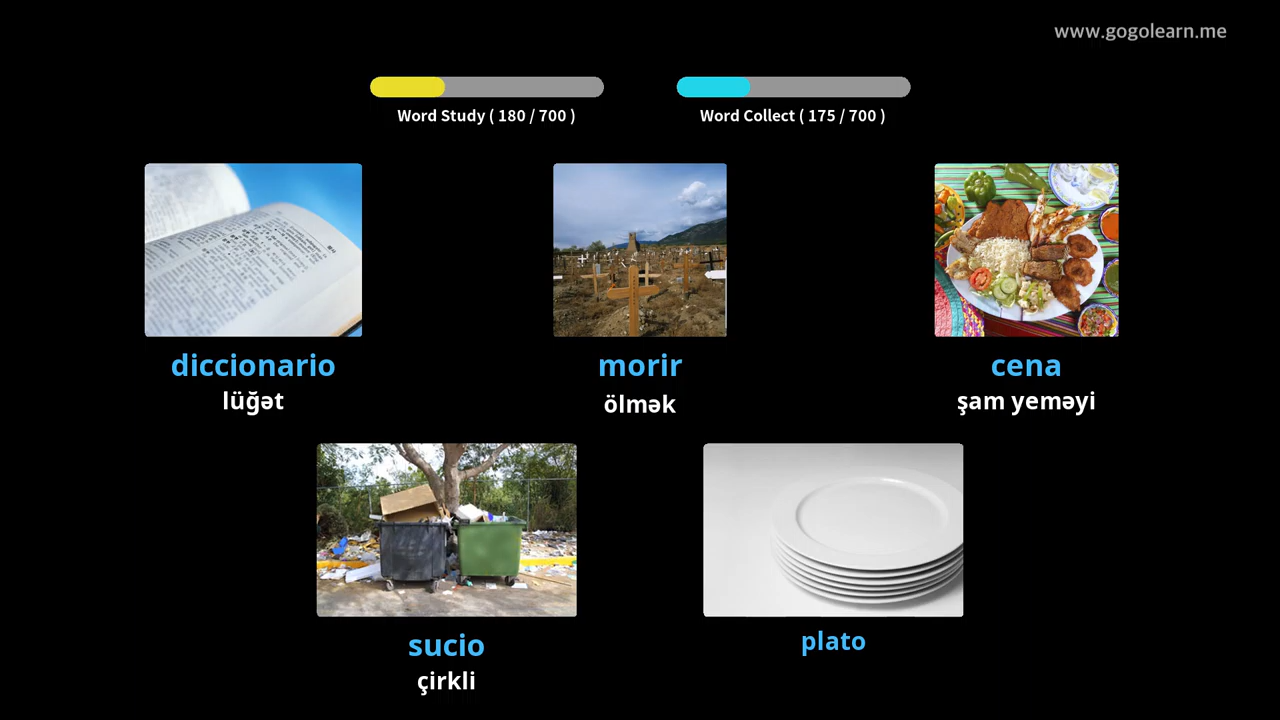 www.gogolearn.me
Word Study ( 180 / 700 )
Word Collect ( 175 / 700 )
diccionario
lüğət
morir
ölmək
cena
şam yeməyi
sucio
çirkli
plato